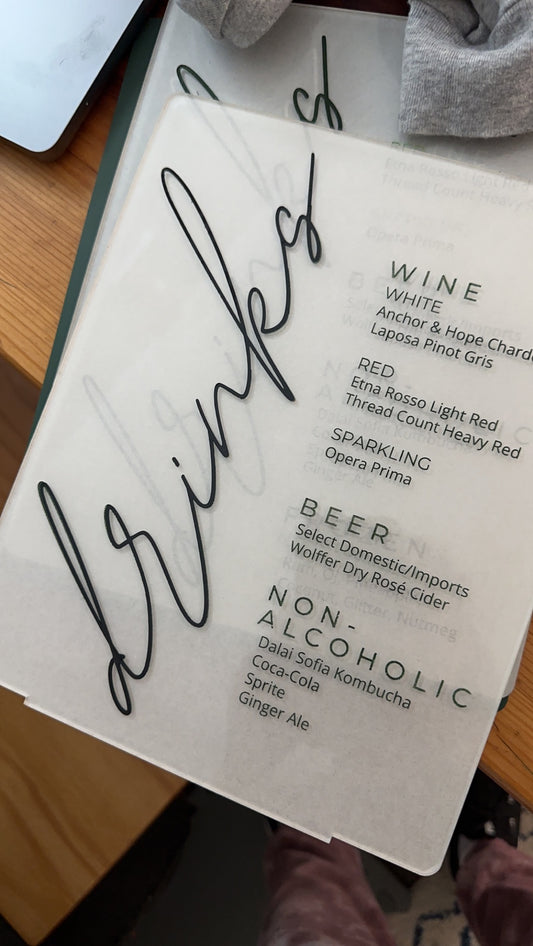 drinks
WINE
WHITE
Anchor & Hope Chard
Laposa Pinot Gris
RED
Etna Rosso Light Red
Thread Count Heavy Red
SPARKLING
Opera Prima
BEER
Select Domestic/Imports
Wolffer Dry Rosé Cider
NON-
ALCOHOLIC
Dalai Sofia Kombucha
Coca-Cola
Sprite
Ginger Ale